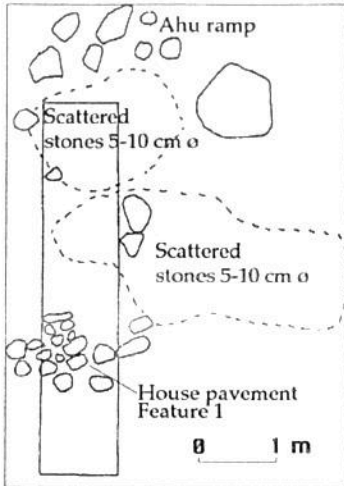 Ahu ramp
Scattered
stones 5-10 cm ø
Scattered
stones 5-10 cm ø
House pavement
Feature 1
0 1 m